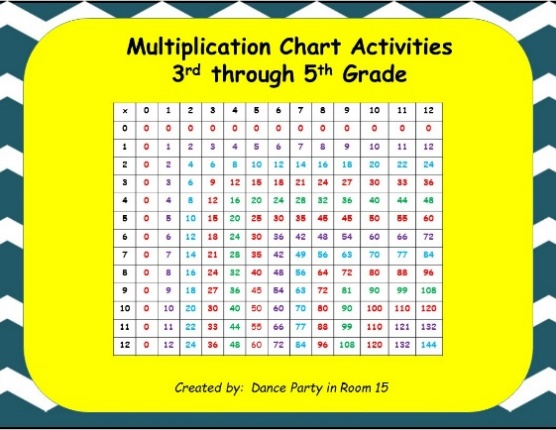 Multiplication Chart Activities
3rd through 5th Grade
x 0 1 2 3 4 5 6 7 8 9 10 11 12
0 0 0 0 0 0 0 0 0 0 0 0 0 0
1 0 1 2 3 4 5 6 7 8 9 10 11 12
2 0 2 4 6 8 10 12 14 16 18 20 22 24
3 0 3 6 9 12 15 18 21 24 27 30 33 36
4 0 4 8 12 16 20 24 28 32 36 40 44 48
5 0 5 10 15 20 25 30 35 45 45 50 55 60
6 0 6 12 18 24 30 36 42 48 54 60 66 72
7 0 7 14 21 28 35 42 49 56 63 70 77 84
8 0 8 16 24 32 40 48 56 64 72 80 88 96
9 0 9 18 27 36 45 54 63 72 81 90 99 108
10 0 10 20 30 40 50 60 70 80 90 100 110 120
11 0 11 22 33 44 55 66 77 88 99 110 121 132
12 0 12 24 36 48 60 72 84 96 108 120 132 144
Created by: Dance Party in Room 15